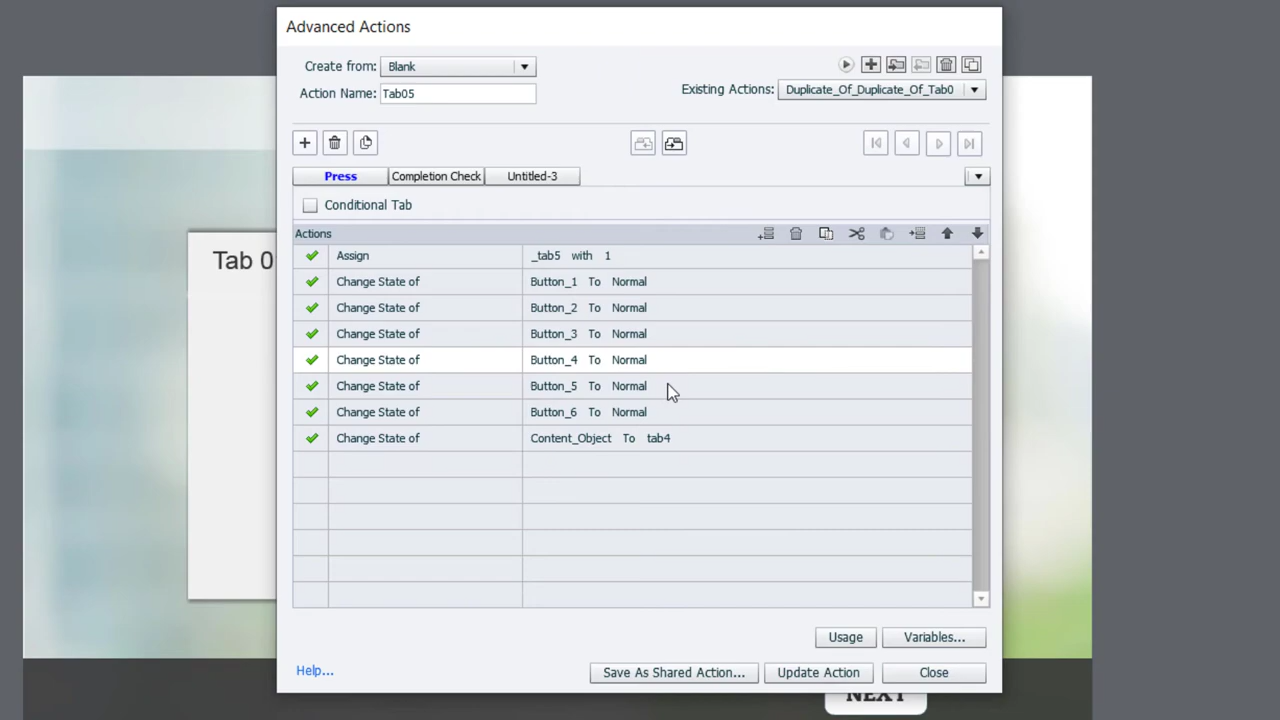 Advanced Actions
Create from: Blank
Action Name: Tab05
Existing Actions: Duplicate_Of_Duplicate_Of_Tab0
Press Completion Check Untitled-3
Conditional Tab
Actions
Assign _tab5 with 1
Change State of Button_1 To Normal
Change State of Button_2 To Normal
Change State of Button_3 To Normal
Change State of Button_4 To Normal
Change State of Button_5 To Normal
Change State of Button_6 To Normal
Change State of Content_Object To tab4
Tab 0
Usage Variables...
Help... Save As Shared Action... Update Action Close
NEXT